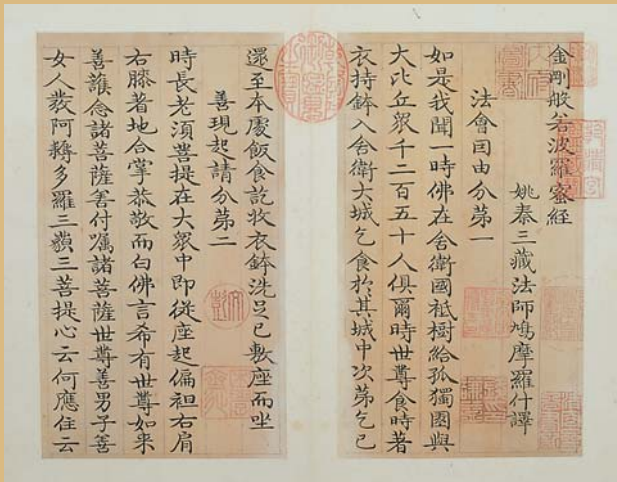 金剛般若波羅蜜經
姚秦三藏法師鳩摩羅什譯
法會因由分苐一
如是我聞一時佛在舍衛國祇樹給孤獨園與
大比丘眾千二百五十人俱爾時世尊食時著
衣持鉢入舍衛大城乞食於其城中次苐乞已
還至本處飯食訖收衣鉢洗足已敷座而坐
善現起請分苐二
時長老須菩提在大眾中即從座起偏袒右肩
右膝著地合掌恭敬而白佛言希有世尊如来
善護念諸菩薩善付囑諸菩薩世尊善男子善
女人發阿耨多羅三藐三菩提心云何應住云